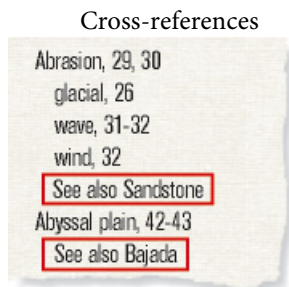 Cross-references
Abrasion, 29, 30
glacial, 26
wave, 31-32
wind, 32
See also Sandstone
Abyssal plain, 42-43
See also Bajada